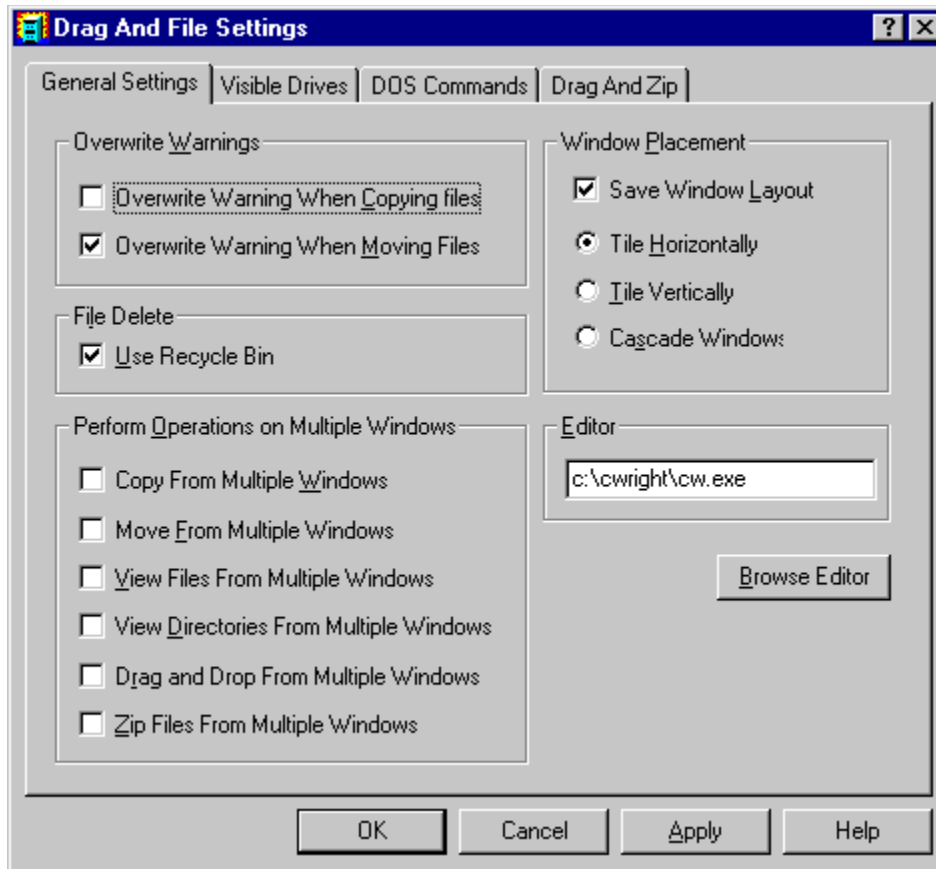 Drag And File Settings
General Settings
Visible Drives
DOS Commands
Drag And Zip
Overwrite Warnings
Overwrite Warning When Copying files
Overwrite Warning When Moving Files
File Delete
Use Recycle Bin
Perform Operations on Multiple Windows
Copy From Multiple Windows
Move From Multiple Windows
View Files From Multiple Windows
View Directories From Multiple Windows
Drag and Drop From Multiple Windows
Zip Files From Multiple Windows
Window Placement
Save Window Layout
Tile Horizontally
Tile Vertically
Cascade Windows
Editor
c:\cwright\cw.exe
Browse Editor
OK
Cancel
Apply
Help